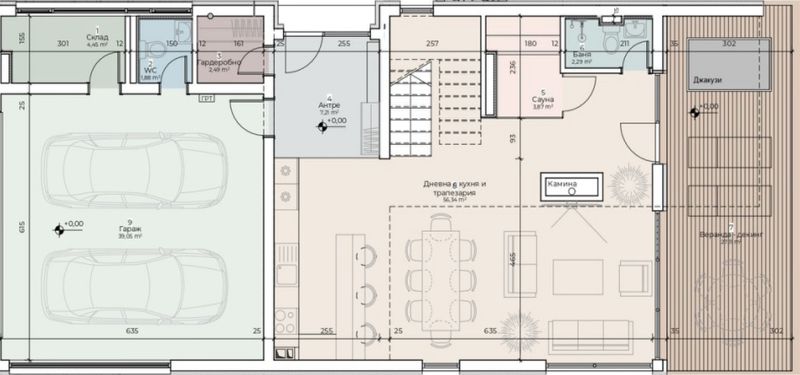 1
Склад
4,45 m²
155
301
12
2
WC
1,88 m²
150
12
161
3
Гардеробно
2,49 m²
25
255
4
Антре
7,21 m²
+0,00
257
180
12
236
5
Сауна
3,87 m²
6
Баня
2,29 m²
211
35
302
Джакузи
+0,00
25
ГРТ
93
Камина
Дневна с кухня и
трапезария
56,34 m²
+0,00
9
Гараж
39,05 m²
615
465
7
Веранда - декинг
635
25
255
25
635
35
302